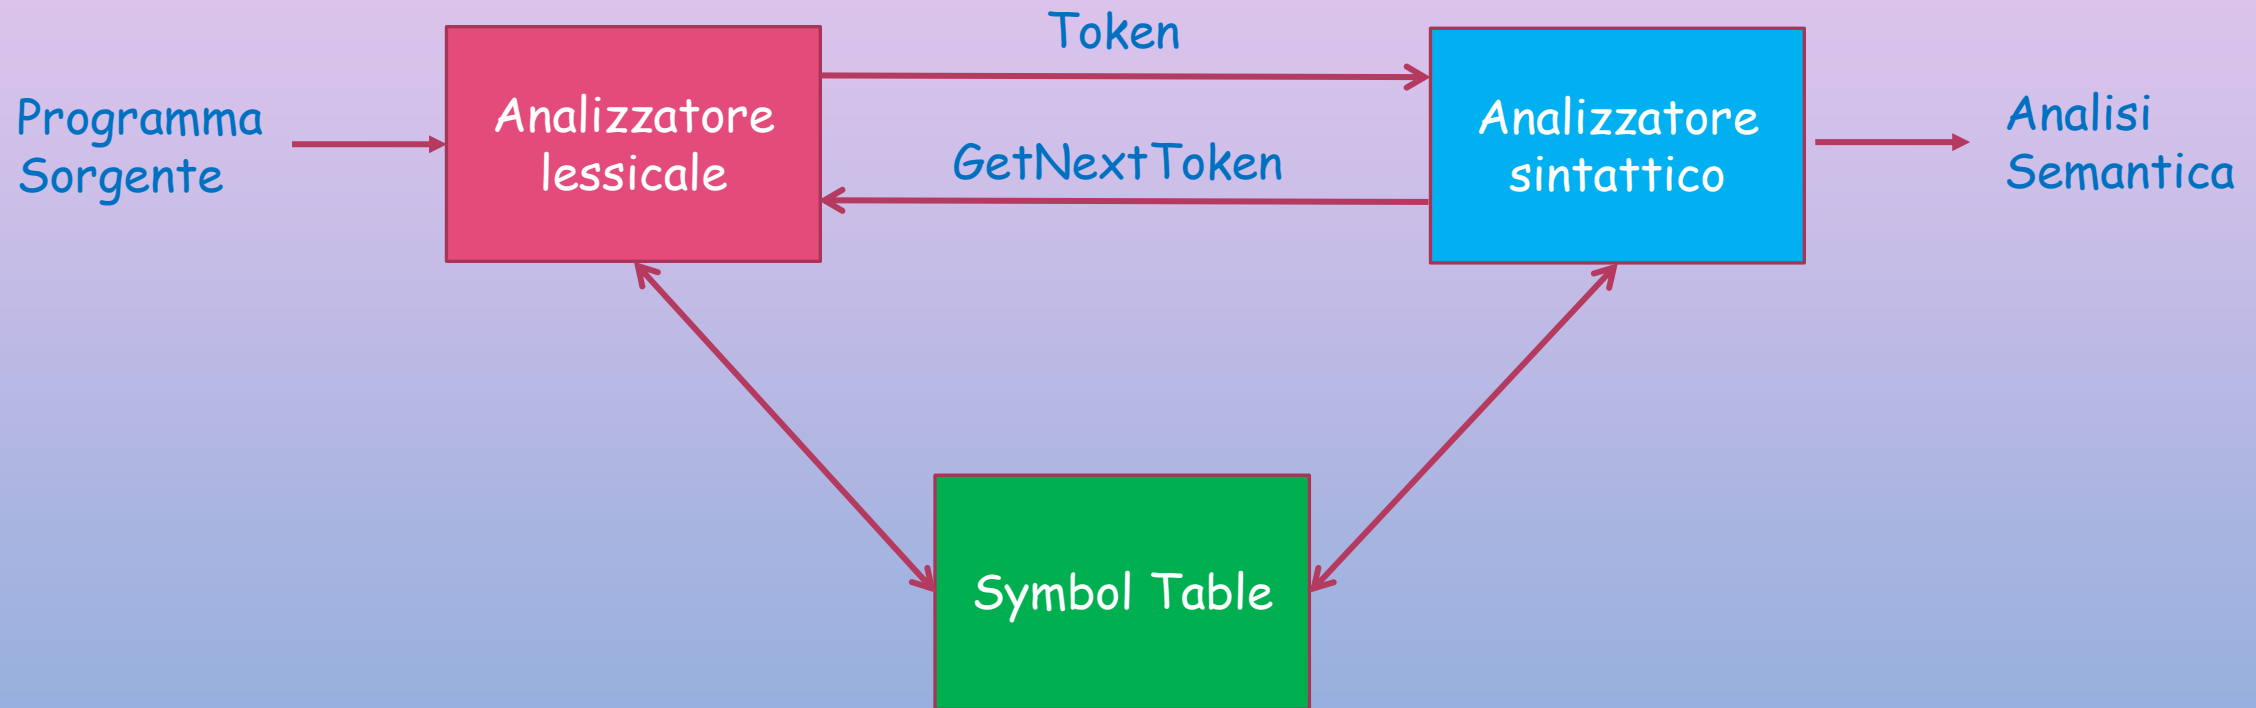 Programma
Sorgente
Analizzatore
lessicale
Token
GetNextToken
Analizzatore
sintattico
Analisi
Semantica
Symbol Table